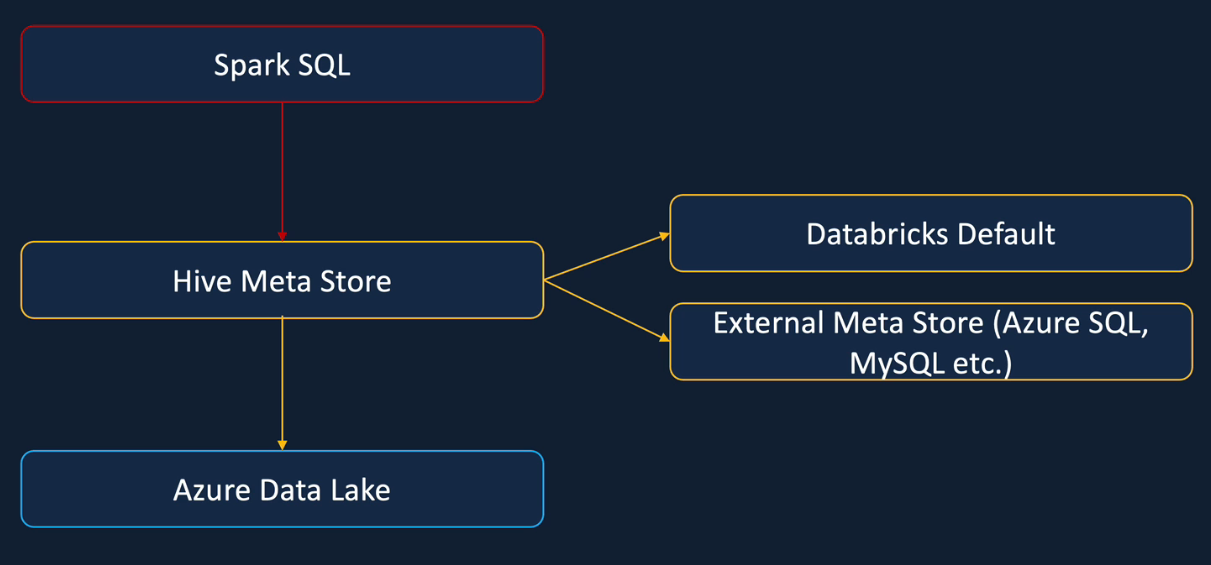 Spark SQL
Databricks Default
Hive Meta Store
External Meta Store (Azure SQL,
MySQL etc.)
Azure Data Lake